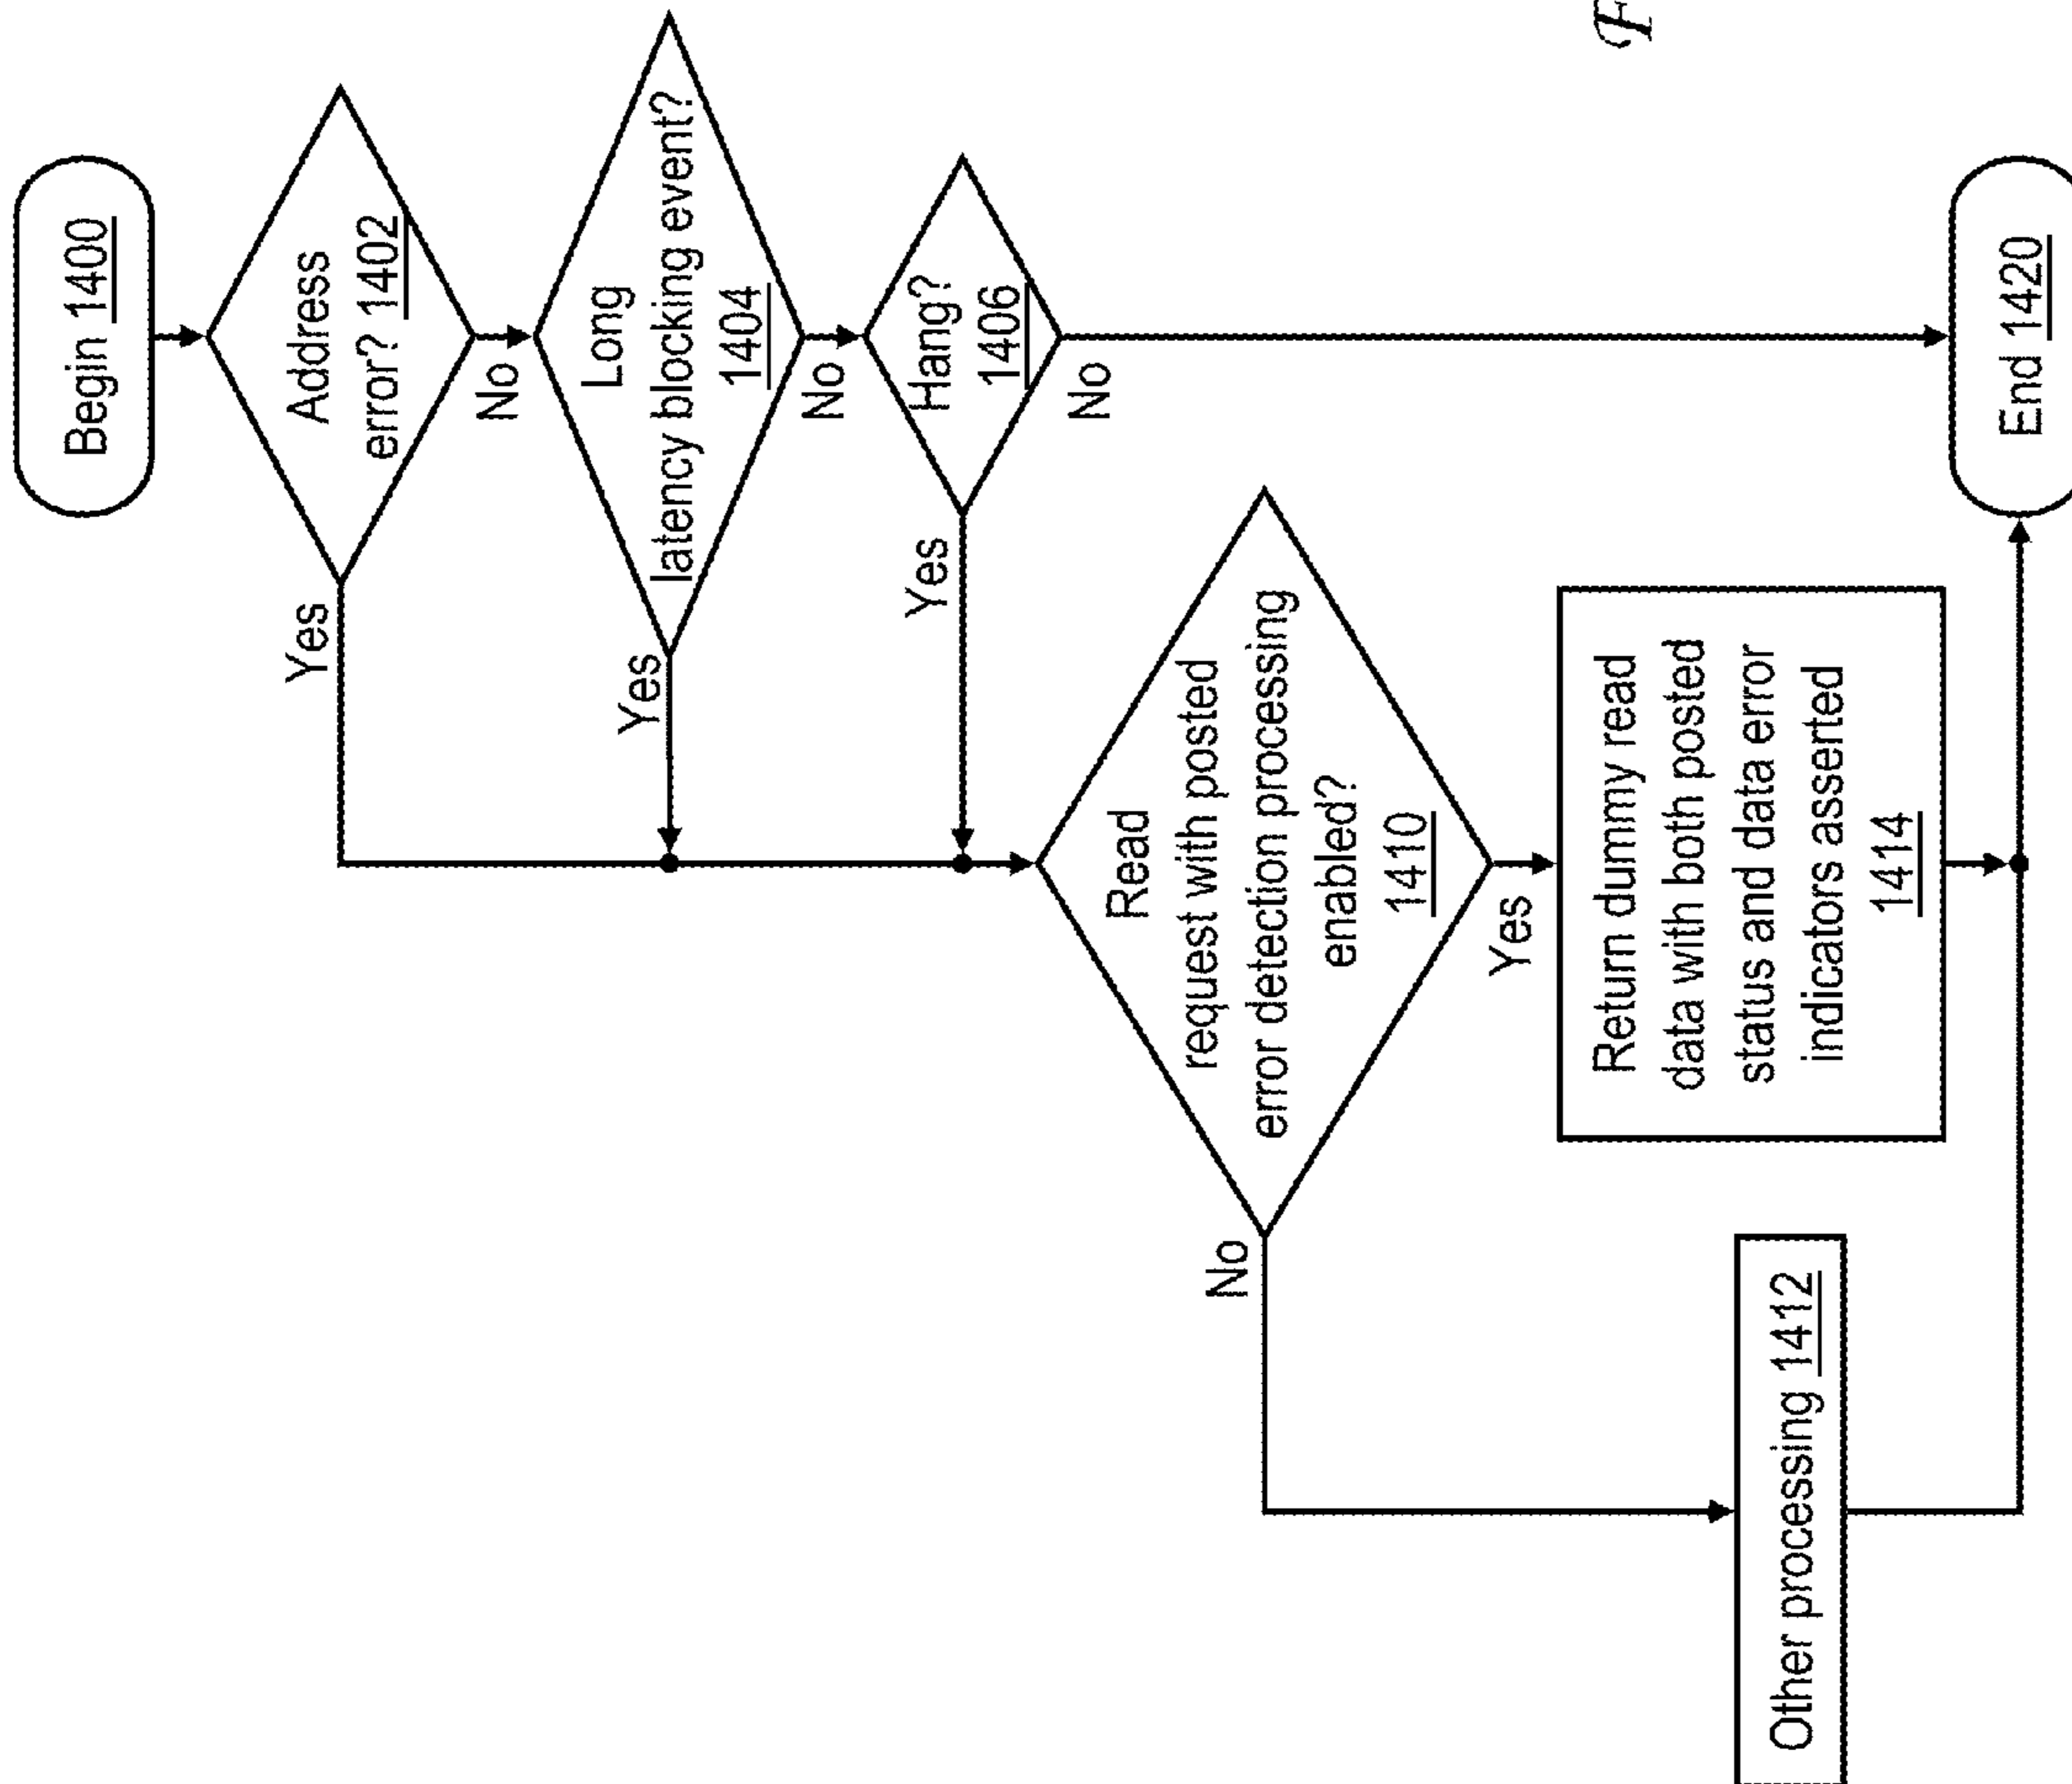 Begin 1400
Address
error? 1402
Yes
No
Long
latency blocking event?
1404
Yes
No
Hang?
1406
Yes
No
Read
request with posted
error detection processing
enabled?
1410
No
Yes
Other processing 1412
Return dummy read
data with both posted
status and data error
indicators asserted
1414
End 1420